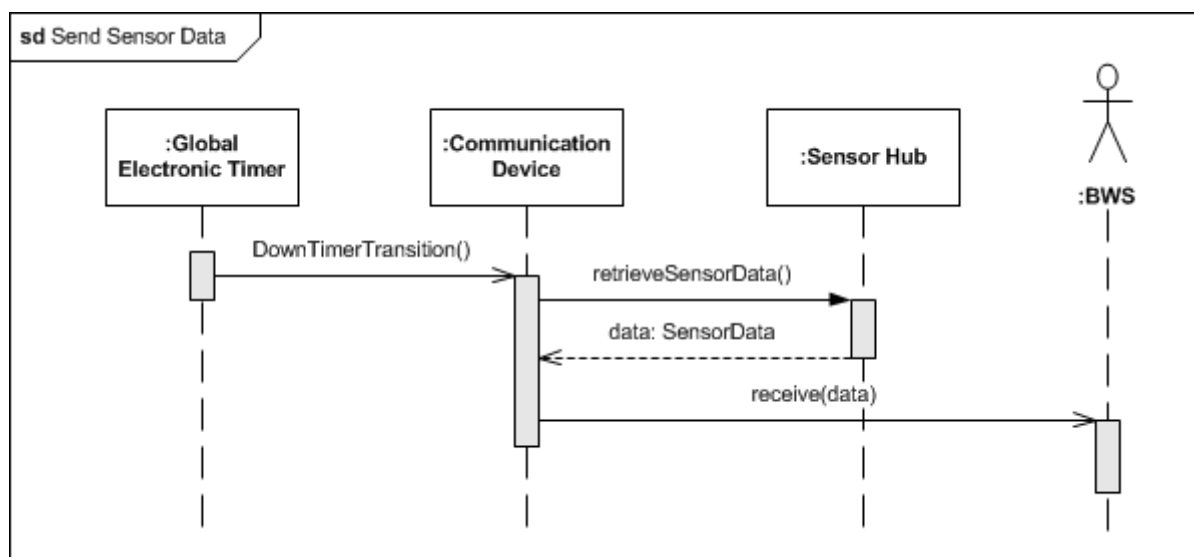 sd Send Sensor Data
:Global
Electronic Timer
:Communication
Device
:Sensor Hub
:BWS
DownTimerTransition()
retrieveSensorData()
data: SensorData
receive(data)